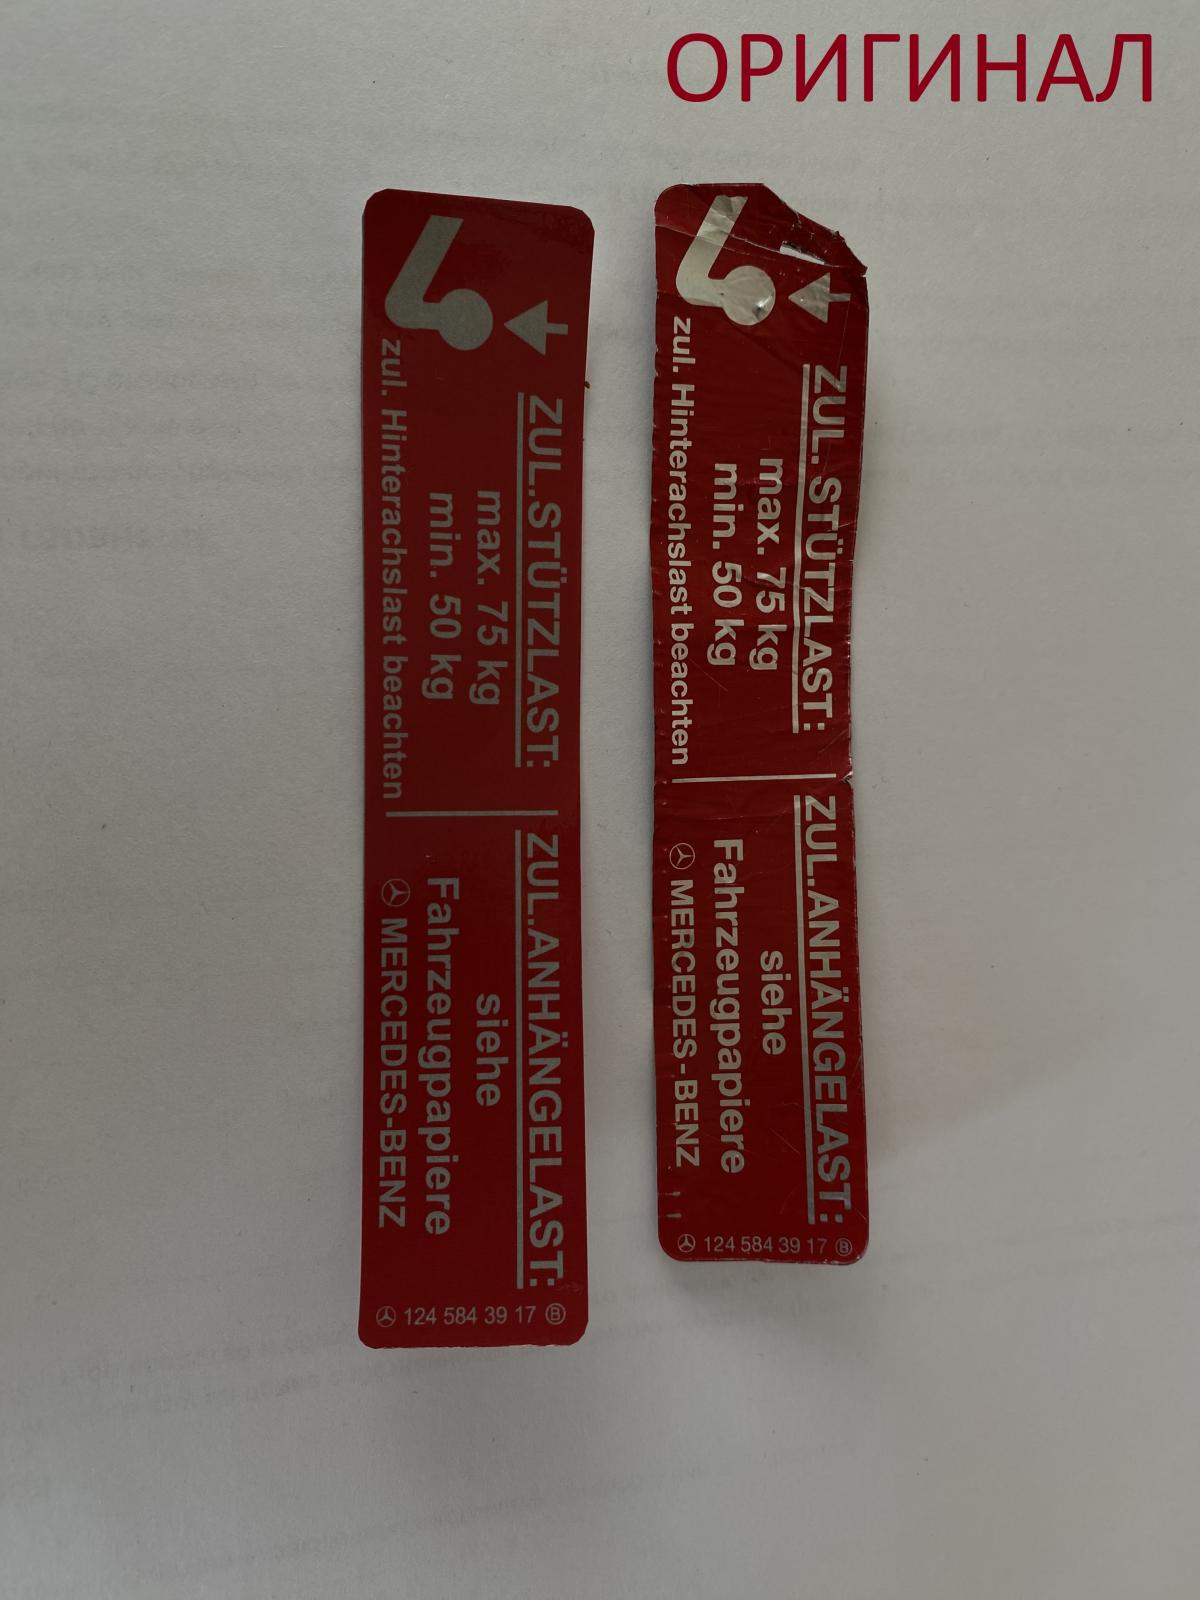 ОРИГИНАЛ
ZUL.STÜTZLAST:
max. 75 kg
min. 50 kg
zul. Hinterachslast beachten
ZUL.ANHÄNGELAST:
siehe
Fahrzeugpapiere
MERCEDES-BENZ
124 584 39 17 B
ZUL. STÜTZLAST:
max. 75 kg
min. 50 kg
zul. Hinterachslast beachten
ZUL.ANHÄNGELAST:
siehe
Fahrzeugpapiere
MERCEDES-BENZ
124 584 39 17 B